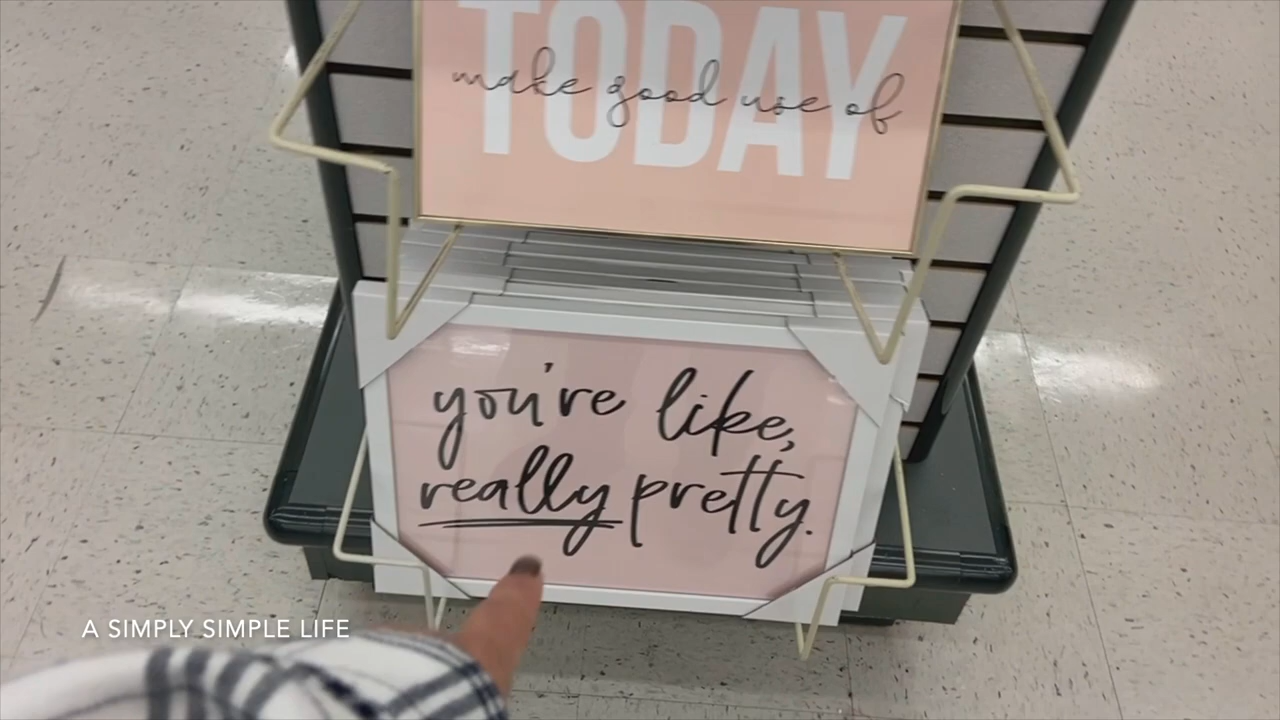 TODAY
make good use of
you're like,
really pretty.
A SIMPLY SIMPLE LIFE